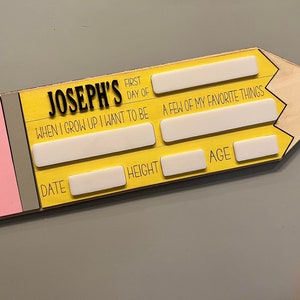 JOSEPH'S FIRST DAY OF
WHEN I GROW UP I WANT TO BE
A FEW OF MY FAVORITE THINGS
DATE HEIGHT AGE